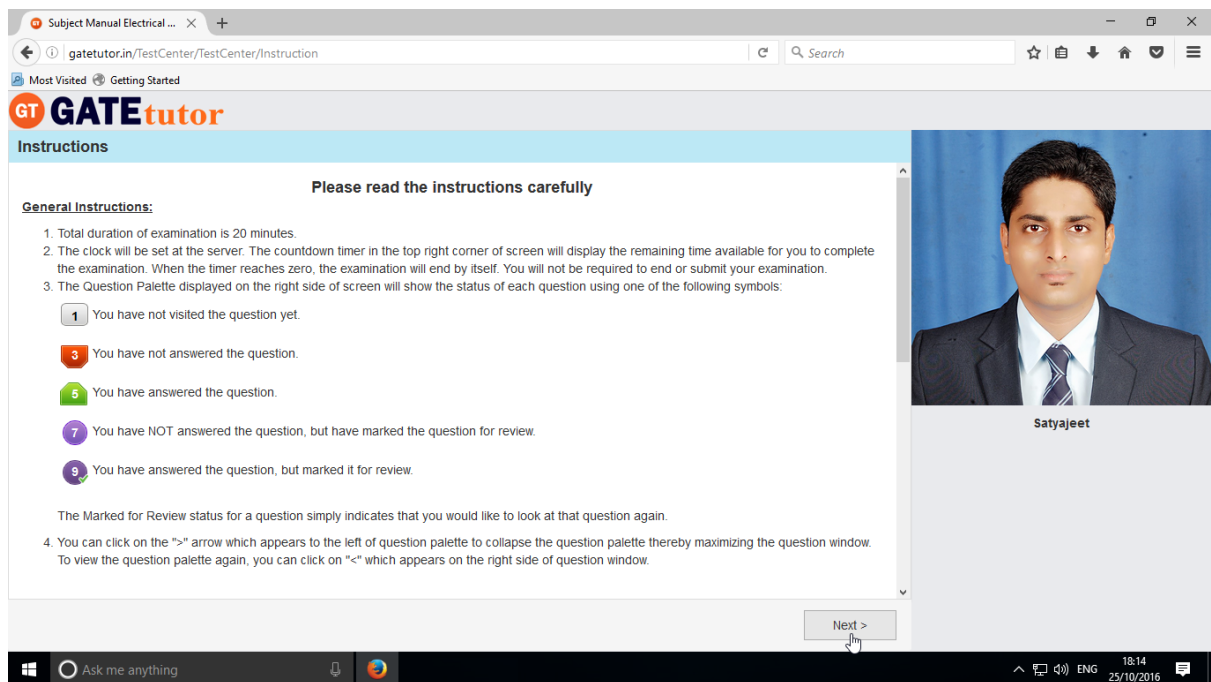 Subject Manual Electrical ...
gatetutor.in/TestCenter/TestCenter/Instruction
Search
Most Visited Getting Started
GT GATEtutor
Instructions
Please read the instructions carefully
General Instructions:
1. Total duration of examination is 20 minutes.
2. The clock will be set at the server. The countdown timer in the top right corner of screen will display the remaining time available for you to complete
the examination. When the timer reaches zero, the examination will end by itself. You will not be required to end or submit your examination.
3. The Question Palette displayed on the right side of screen will show the status of each question using one of the following symbols:
1 You have not visited the question yet.
3 You have not answered the question.
5 You have answered the question.
7 You have NOT answered the question, but have marked the question for review.
9 You have answered the question, but marked it for review.
The Marked for Review status for a question simply indicates that you would like to look at that question again.
4. You can click on the ">" arrow which appears to the left of question palette to collapse the question palette thereby maximizing the question window.
To view the question palette again, you can click on "<" which appears on the right side of question window.
Satyajeet
Next >
Ask me anything
ENG
18:14
25/10/2016